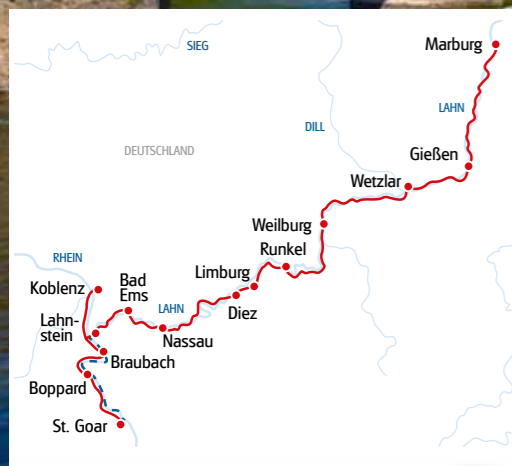 SIEG
Marburg
LAHN
DILL
DEUTSCHLAND
Gießen
Wetzlar
Weilburg
Runkel
RHEIN
Limburg
Bad
Ems
Koblenz
LAHN
Diez
Lahn-
stein
Nassau
Braubach
Boppard
St. Goar